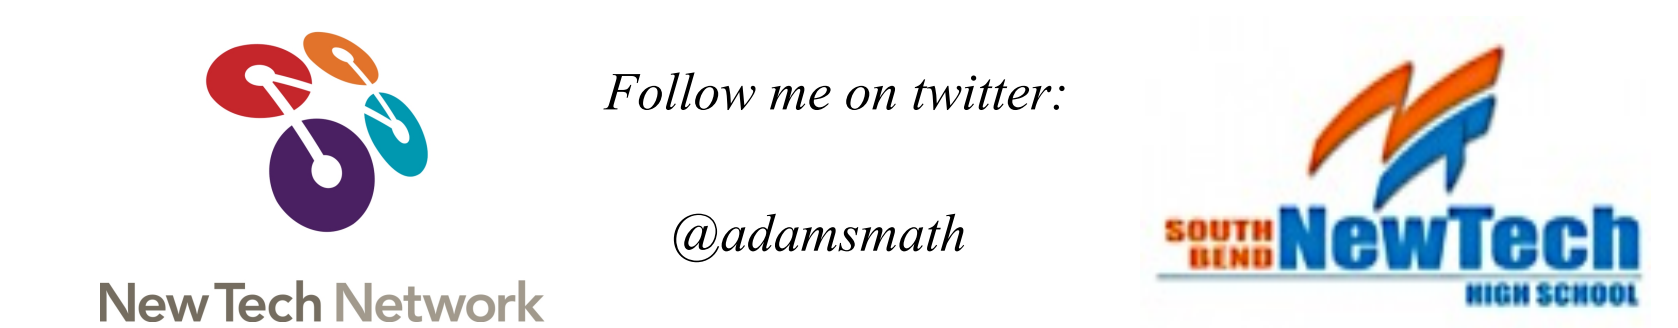 Follow me on twitter:
@adamsmath
New Tech Network
SOUTH BEND NewTech
HIGH SCHOOL